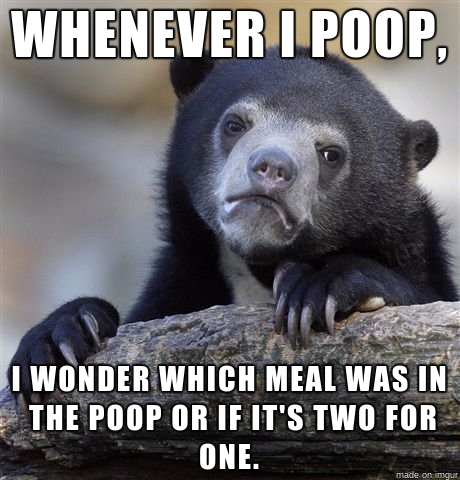 WHENEVER I POOP,
I WONDER WHICH MEAL WAS IN
THE POOP OR IF IT'S TWO FOR
ONE.
made on imgur